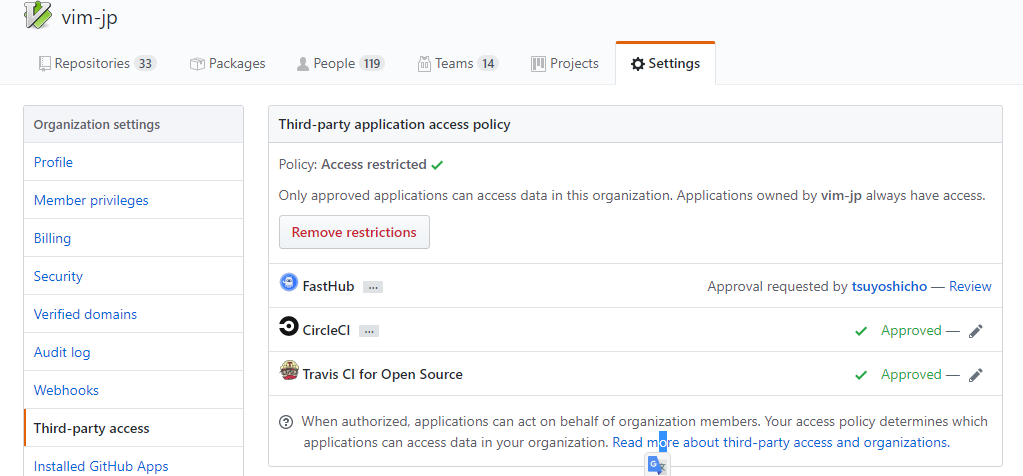 vim-jp
Repositories 33 Packages People 119 Teams 14 Projects Settings
Organization settings
Profile
Member privileges
Billing
Security
Verified domains
Audit log
Webhooks
Third-party access
Installed GitHub Apps
Third-party application access policy
Policy: Access restricted ✓
Only approved applications can access data in this organization. Applications owned by vim-jp always have access.
Remove restrictions
FastHub ... Approval requested by tsuyoshicho — Review
CircleCI ... ✓ Approved —
Travis CI for Open Source ✓ Approved —
When authorized, applications can act on behalf of organization members. Your access policy determines which
applications can access data in your organization. Read more about third-party access and organizations.